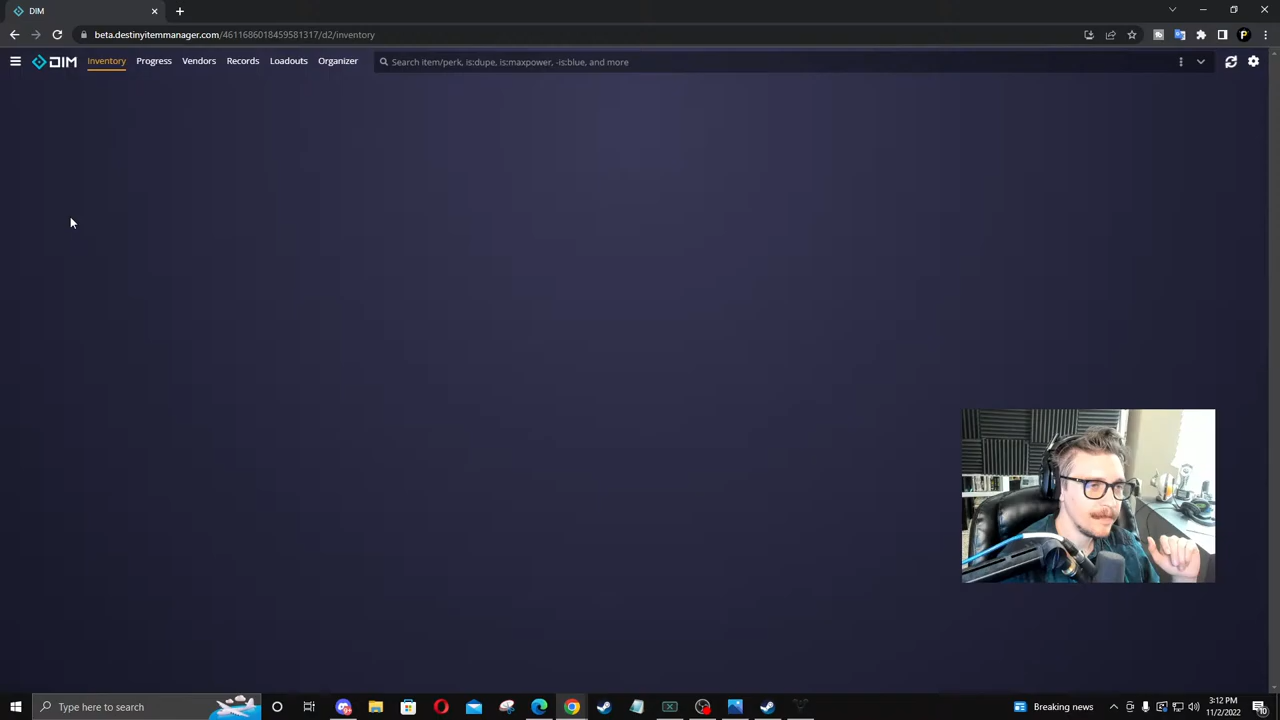 DIM
beta.destinyitemmanager.com/4611686018459581317/d2/inventory
P
DIM Inventory Progress Vendors Records Loadouts Organizer Search item/perk, is:dupe, is:maxpower, -is:blue, and more
Type here to search
Breaking news
3:12 PM
11/2/2022